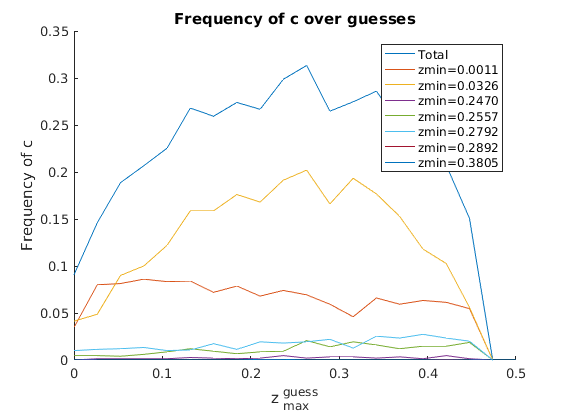 Frequency of c over guesses
0.35
0.3
0.25
0.2
0.15
0.1
0.05
0
Frequency of c
Total
zmin=0.0011
zmin=0.0326
zmin=0.2470
zmin=0.2557
zmin=0.2792
zmin=0.2892
zmin=0.3805
0 0.1 0.2 0.3 0.4 0.5
z guess max